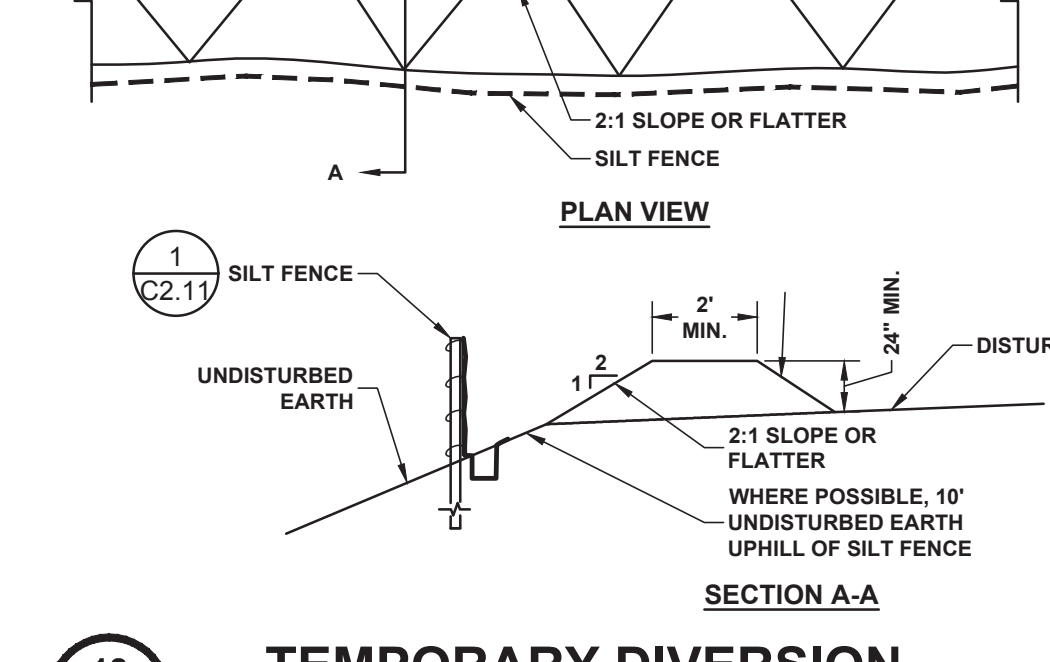 2:1 SLOPE OR FLATTER
SILT FENCE
A
PLAN VIEW
1
C2.11
SILT FENCE
2'
MIN.
24" MIN.
UNDISTURBED
EARTH
2
1
2:1 SLOPE OR
FLATTER
WHERE POSSIBLE, 10'
UNDISTURBED EARTH
UPHILL OF SILT FENCE
SECTION A-A
TEMPORARY DIVERSION